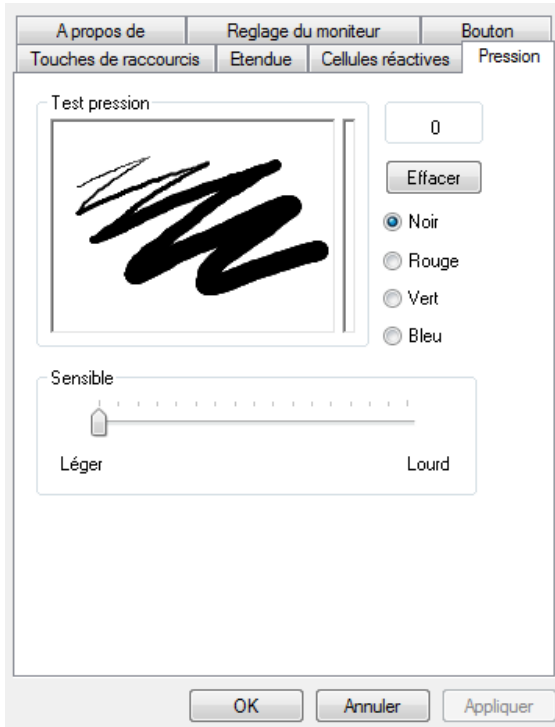 A propos de
Reglage du moniteur
Bouton
Touches de raccourcis
Etendue
Cellules réactives
Pression
Test pression
0
Effacer
Noir
Rouge
Vert
Bleu
Sensible
Léger
Lourd
OK
Annuler
Appliquer